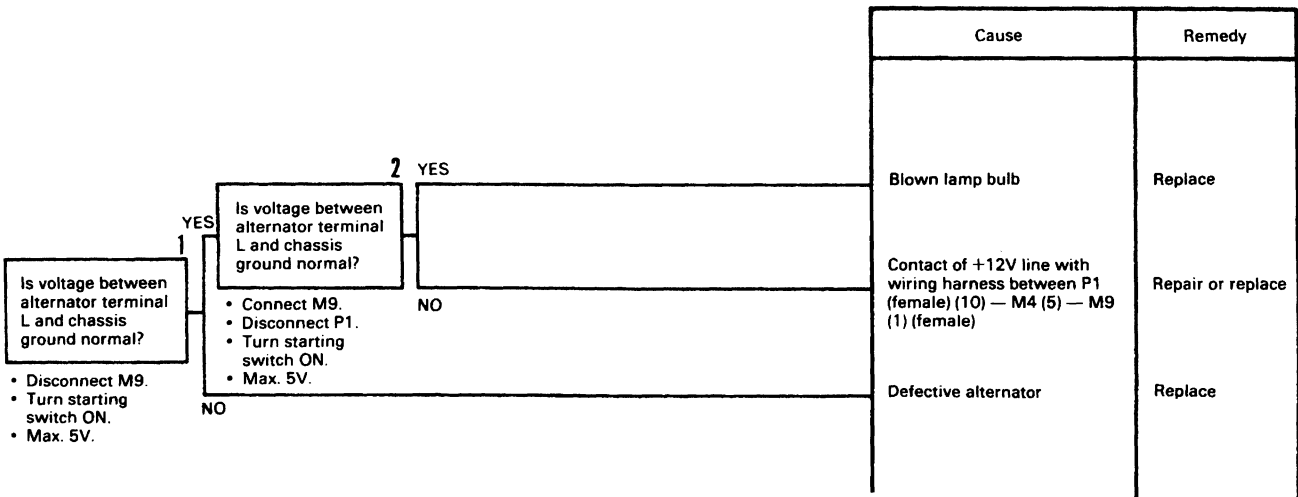 Cause
Remedy
2 YES
Blown lamp bulb
Replace
YES
1
Is voltage between
alternator terminal
L and chassis
ground normal?
Is voltage between
alternator terminal
L and chassis
ground normal?
• Connect M9.
• Disconnect P1.
• Turn starting
switch ON.
• Max. 5V.
NO
Contact of +12V line with
wiring harness between P1
(female) (10) — M4 (5) — M9
(1) (female)
Repair or replace
• Disconnect M9.
• Turn starting
switch ON.
• Max. 5V.
NO
Defective alternator
Replace